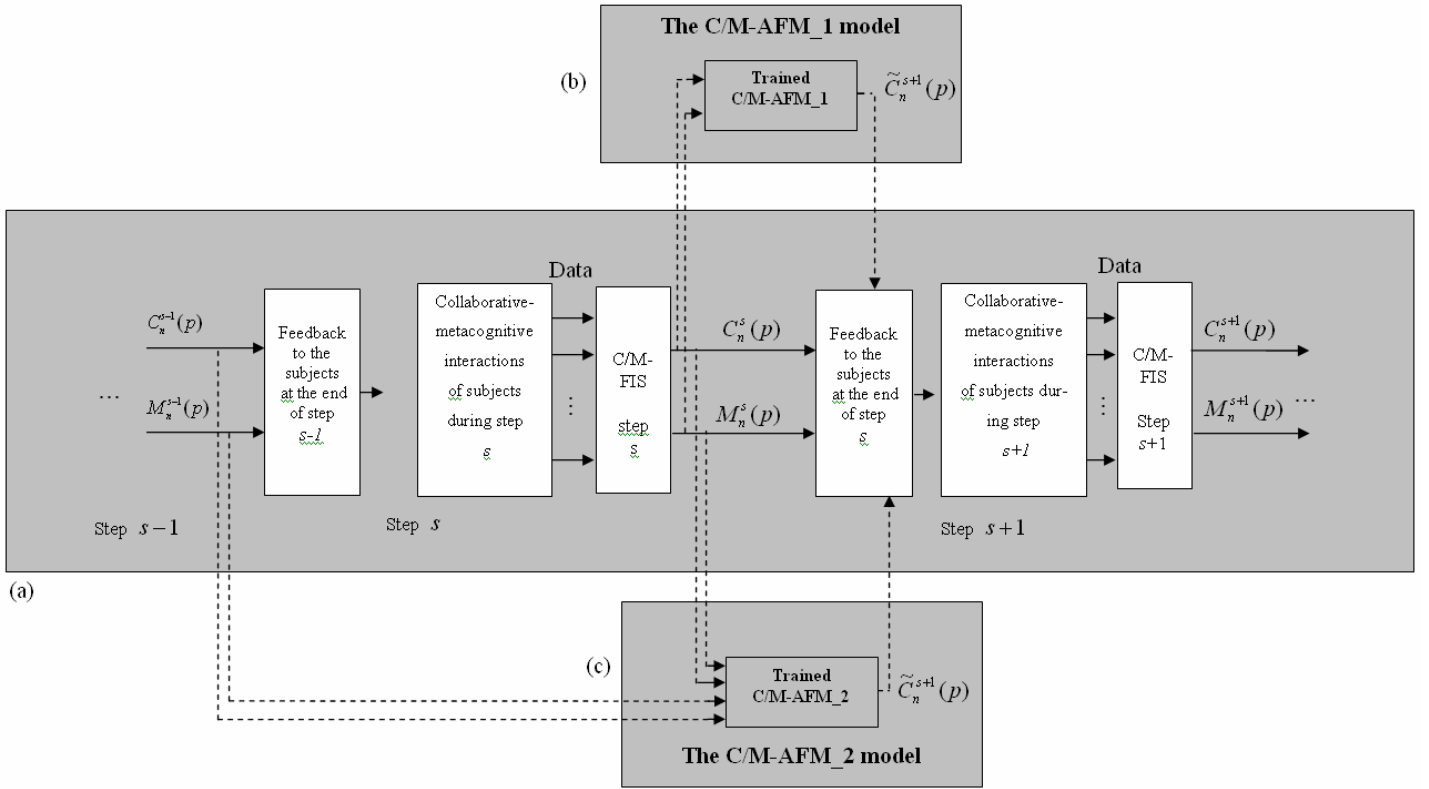 The C/M-AFM_1 model
(b)
Trained
C/M-AFM_1
C̃ₙˢ⁺¹(p)
Data
Data
Cₙˢ⁻¹(p)
...
Mₙˢ⁻¹(p)
Feedback
to the
subjects
at the end
of step
s-1
Collaborative-
metacognitive
interactions
of subjects
during step
s
⋮
C/M-
FIS
step
s
Cₙˢ(p)
Mₙˢ(p)
Feedback
to the
subjects
at the end
of step
s
Collaborative-
metacognitive
interactions
of subjects dur-
ing step
s+1
⋮
C/M-
FIS
Step
s+1
Cₙˢ⁺¹(p)
Mₙˢ⁺¹(p) ...
Step s−1
Step s
Step s+1
(a)
(c)
Trained
C/M-AFM_2
C̃ₙˢ⁺¹(p)
The C/M-AFM_2 model